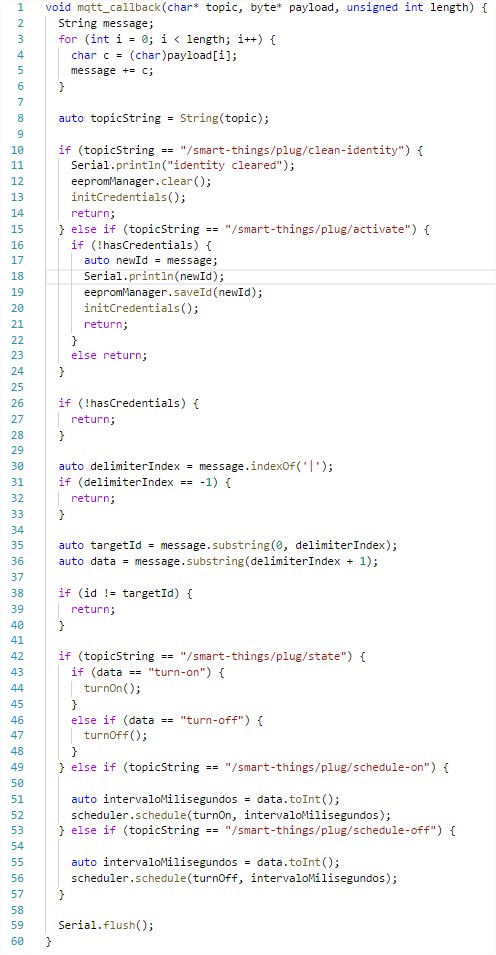 1 void mqtt_callback(char* topic, byte* payload, unsigned int length) {
2   String message;
3   for (int i = 0; i < length; i++) {
4     char c = (char)payload[i];
5     message += c;
6   }
7
8   auto topicString = String(topic);
9
10   if (topicString == "/smart-things/plug/clean-identity") {
11     Serial.println("identity cleared");
12     eepromManager.clear();
13     initCredentials();
14     return;
15   } else if (topicString == "/smart-things/plug/activate") {
16     if (!hasCredentials) {
17       auto newId = message;
18       Serial.println(newId);
19       eepromManager.saveId(newId);
20       initCredentials();
21       return;
22     }
23     else return;
24   }
25
26   if (!hasCredentials) {
27     return;
28   }
29
30   auto delimiterIndex = message.indexOf('|');
31   if (delimiterIndex == -1) {
32     return;
33   }
34
35   auto targetId = message.substring(0, delimiterIndex);
36   auto data = message.substring(delimiterIndex + 1);
37
38   if (id != targetId) {
39     return;
40   }
41
42   if (topicString == "/smart-things/plug/state") {
43     if (data == "turn-on") {
44       turnOn();
45     }
46     else if (data == "turn-off") {
47       turnOff();
48     }
49   } else if (topicString == "/smart-things/plug/schedule-on") {
50
51     auto intervaloMilisegundos = data.toInt();
52     scheduler.schedule(turnOn, intervaloMilisegundos);
53   } else if (topicString == "/smart-things/plug/schedule-off") {
54
55     auto intervaloMilisegundos = data.toInt();
56     scheduler.schedule(turnOff, intervaloMilisegundos);
57   }
58
59   Serial.flush();
60 }